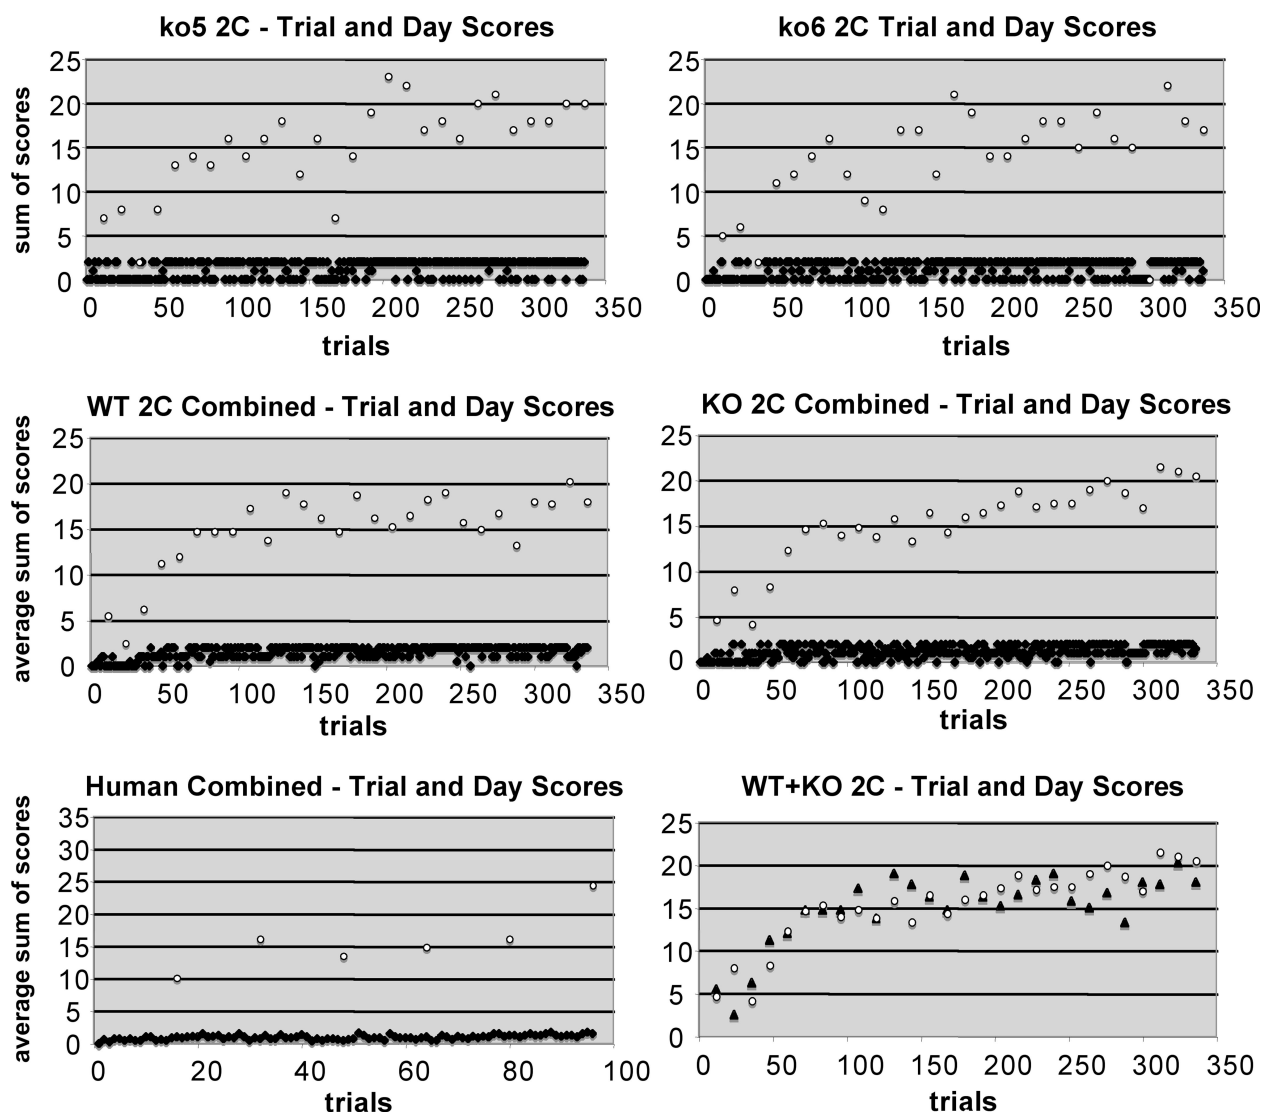 ko5 2C - Trial and Day Scores
25
20
15
10
5
0
sum of scores
0 50 100 150 200 250 300 350
trials
ko6 2C Trial and Day Scores
25
20
15
10
5
0
0 50 100 150 200 250 300 350
trials
WT 2C Combined - Trial and Day Scores
25
20
15
10
5
0
average sum of scores
0 50 100 150 200 250 300 350
trials
KO 2C Combined - Trial and Day Scores
25
20
15
10
5
0
0 50 100 150 200 250 300 350
trials
Human Combined - Trial and Day Scores
35
30
25
20
15
10
5
0
average sum of scores
0 20 40 60 80 100
trials
WT+KO 2C - Trial and Day Scores
25
20
15
10
5
0
0 50 100 150 200 250 300 350
trials